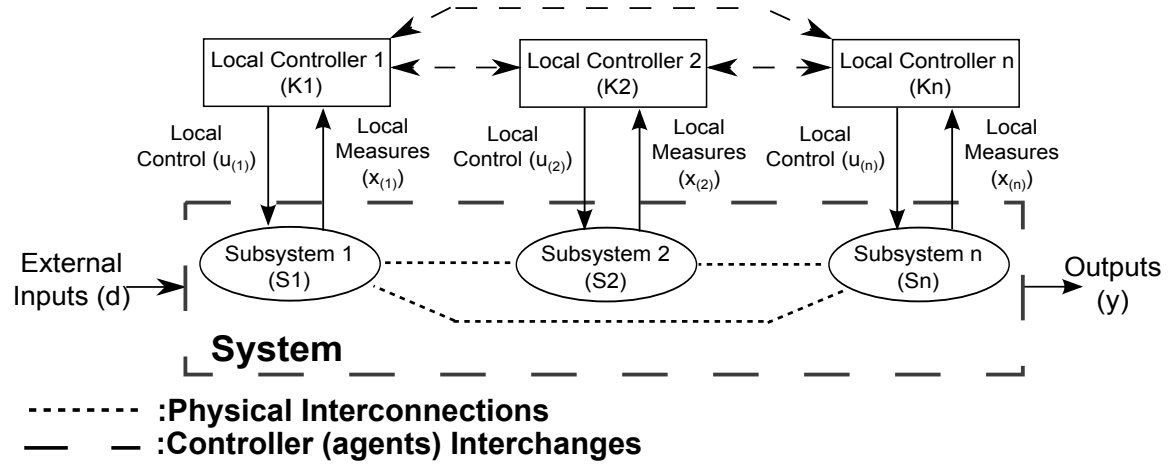 Local Controller 1
(K1)
Local Controller 2
(K2)
Local Controller n
(Kn)
Local
Control (u(1))
Local
Measures
(x(1))
Local
Control (u(2))
Local
Measures
(x(2))
Local
Control (u(n))
Local
Measures
(x(n))
External
Inputs (d)
Subsystem 1
(S1)
Subsystem 2
(S2)
Subsystem n
(Sn)
Outputs
(y)
System
:Physical Interconnections
:Controller (agents) Interchanges